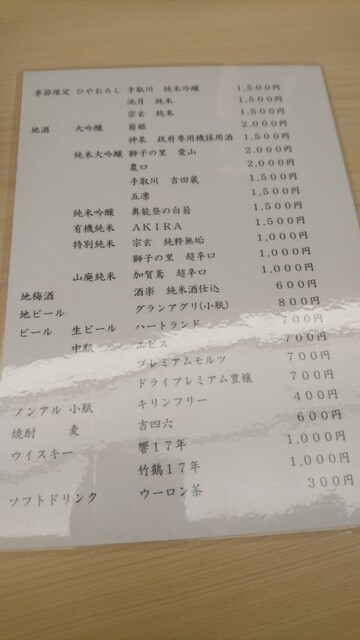 季節限定 ひやおろし 手取川 純米吟醸 1,500円
池月 純米 1,500円
宗玄 純米 1,500円
地酒 大吟醸 菊姫 2,000円
神泉 政府専用機採用酒 1,500円
純米大吟醸 獅子の里 愛山 2,000円
農口 2,000円
手取川 吉田蔵 1,500円
五凛 1,500円
純米吟醸 奥能登の白菊 1,500円
有機純米 AKIRA 1,500円
特別純米 宗玄 純粋無垢 1,000円
獅子の里 超辛口 1,000円
山廃純米 加賀鳶 超辛口 1,000円
地梅酒 酒楽 純米酒仕込 600円
地ビール グランアグリ(小瓶) 800円
ビール 生ビール ハートランド 700円
中瓶 エビス 700円
プレミアムモルツ 700円
ドライプレミアム豊穣 700円
ノンアル 小瓶 キリンフリー 400円
焼酎 麦 吉四六 600円
ウイスキー 響17年 1,000円
竹鶴17年 1,000円
ソフトドリンク ウーロン茶 300円